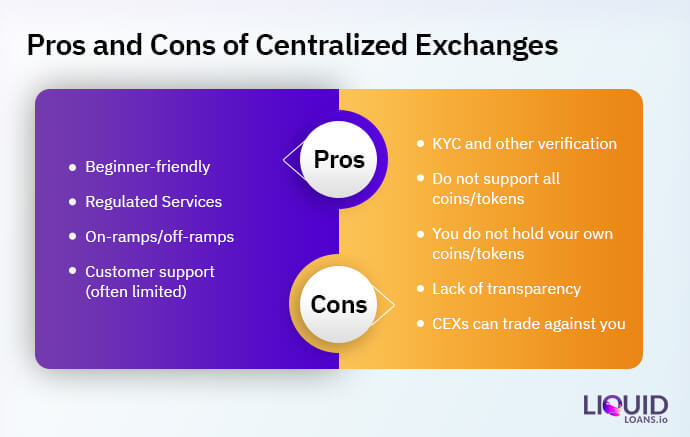 Pros and Cons of Centralized Exchanges
Pros
Beginner-friendly
Regulated Services
On-ramps/off-ramps
Customer support
(often limited)
Cons
KYC and other verification
Do not support all
coins/tokens
You do not hold your own
coins/tokens
Lack of transparency
CEXs can trade against you
LIQUID
LOANS.io